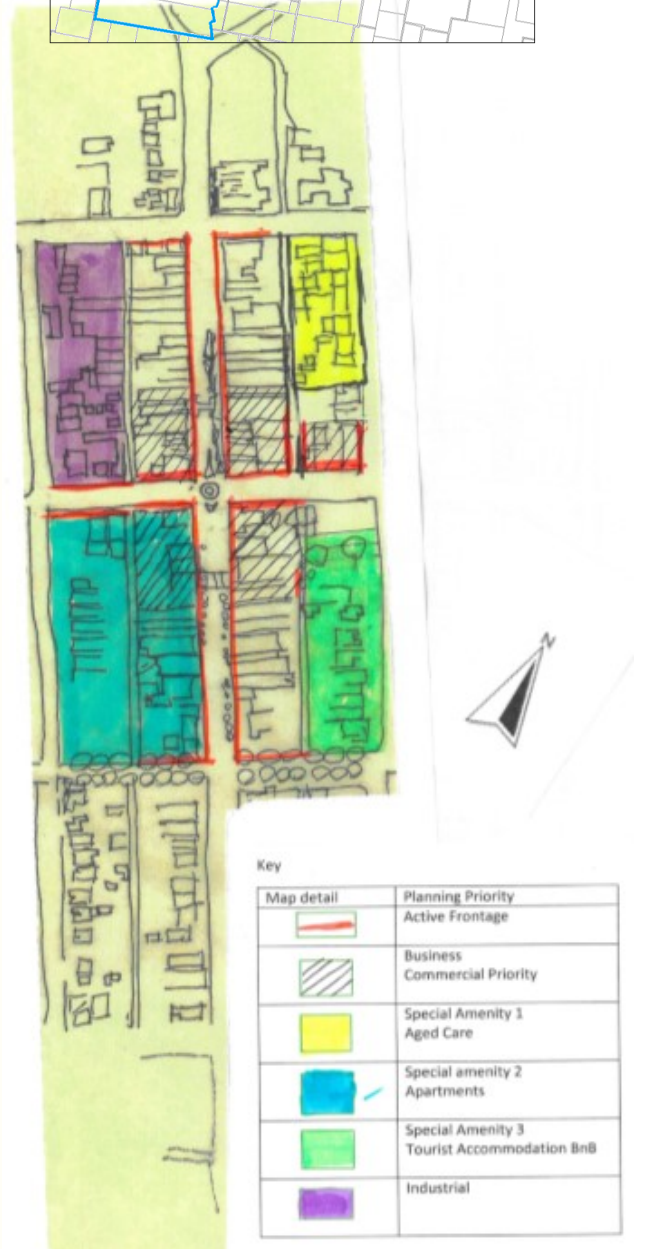 N
Key
Map detail Planning Priority
Active Frontage
Business
Commercial Priority
Special Amenity 1
Aged Care
Special amenity 2
Apartments
Special Amenity 3
Tourist Accommodation BnB
Industrial